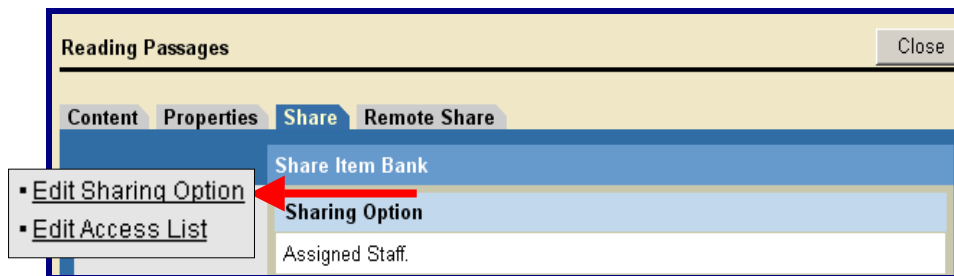 Reading Passages Close
Content Properties Share Remote Share
Share Item Bank
▪ Edit Sharing Option
▪ Edit Access List
Sharing Option
Assigned Staff.